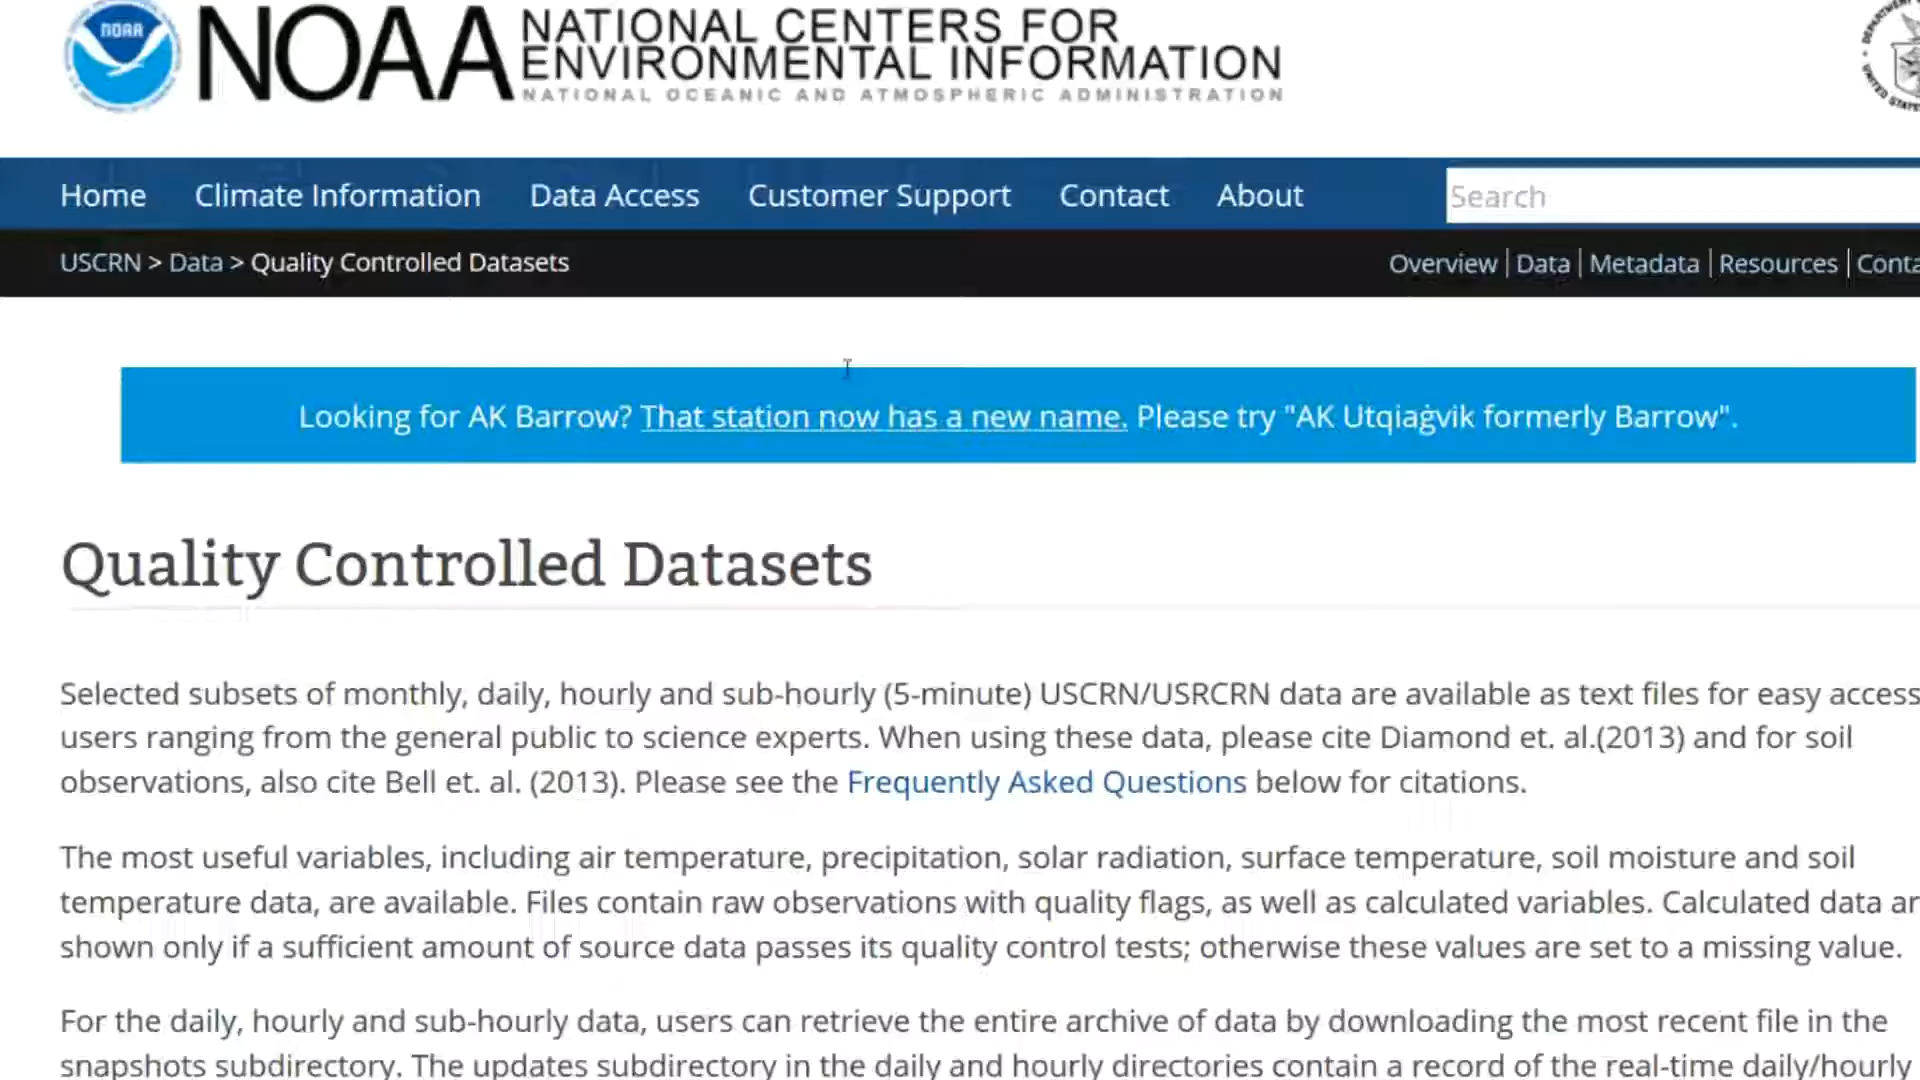 NOAA
NOAA
NATIONAL CENTERS FOR
ENVIRONMENTAL INFORMATION
NATIONAL OCEANIC AND ATMOSPHERIC ADMINISTRATION
Home Climate Information Data Access Customer Support Contact About Search
USCRN > Data > Quality Controlled Datasets Overview | Data | Metadata | Resources |
Looking for AK Barrow? That station now has a new name. Please try "AK Utqiaġvik formerly Barrow".
Quality Controlled Datasets
Selected subsets of monthly, daily, hourly and sub-hourly (5-minute) USCRN/USRCRN data are available as text files for easy access
users ranging from the general public to science experts. When using these data, please cite Diamond et. al.(2013) and for soil
observations, also cite Bell et. al. (2013). Please see the Frequently Asked Questions below for citations.
The most useful variables, including air temperature, precipitation, solar radiation, surface temperature, soil moisture and soil
temperature data, are available. Files contain raw observations with quality flags, as well as calculated variables. Calculated data
shown only if a sufficient amount of source data passes its quality control tests; otherwise these values are set to a missing value.
For the daily, hourly and sub-hourly data, users can retrieve the entire archive of data by downloading the most recent file in the
snapshots subdirectory. The updates subdirectory in the daily and hourly directories contain a record of the real-time daily/hourly